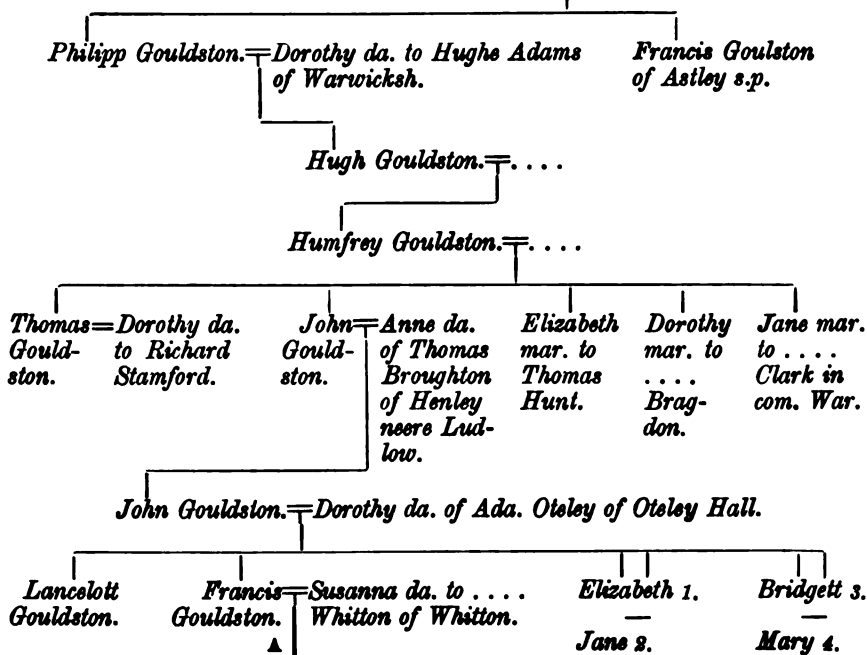 Philipp Gouldston.=Dorothy da. to Hughe Adams
of Warwicksh.
Francis Goulston
of Astley s.p.
Hugh Gouldston.=. . . .
Humfrey Gouldston.=. . . .
Thomas
Gould-
ston.
=Dorothy da.
to Richard
Stamford.
John
Gould-
ston.
=Anne da.
of Thomas
Broughton
of Henley
neere Lud-
low.
Elizabeth
mar. to
Thomas
Hunt.
Dorothy
mar. to
. . . .
Brag-
don.
Jane mar.
to . . . .
Clark in
com. War.
John Gouldston.=Dorothy da. of Ada. Oteley of Oteley Hall.
Lancelott
Gouldston.
Francis
Gouldston.
=Susanna da. to . . . .
Whitton of Whitton.
Elizabeth 1.
—
Jane 2.
Bridgett 3.
—
Mary 4.